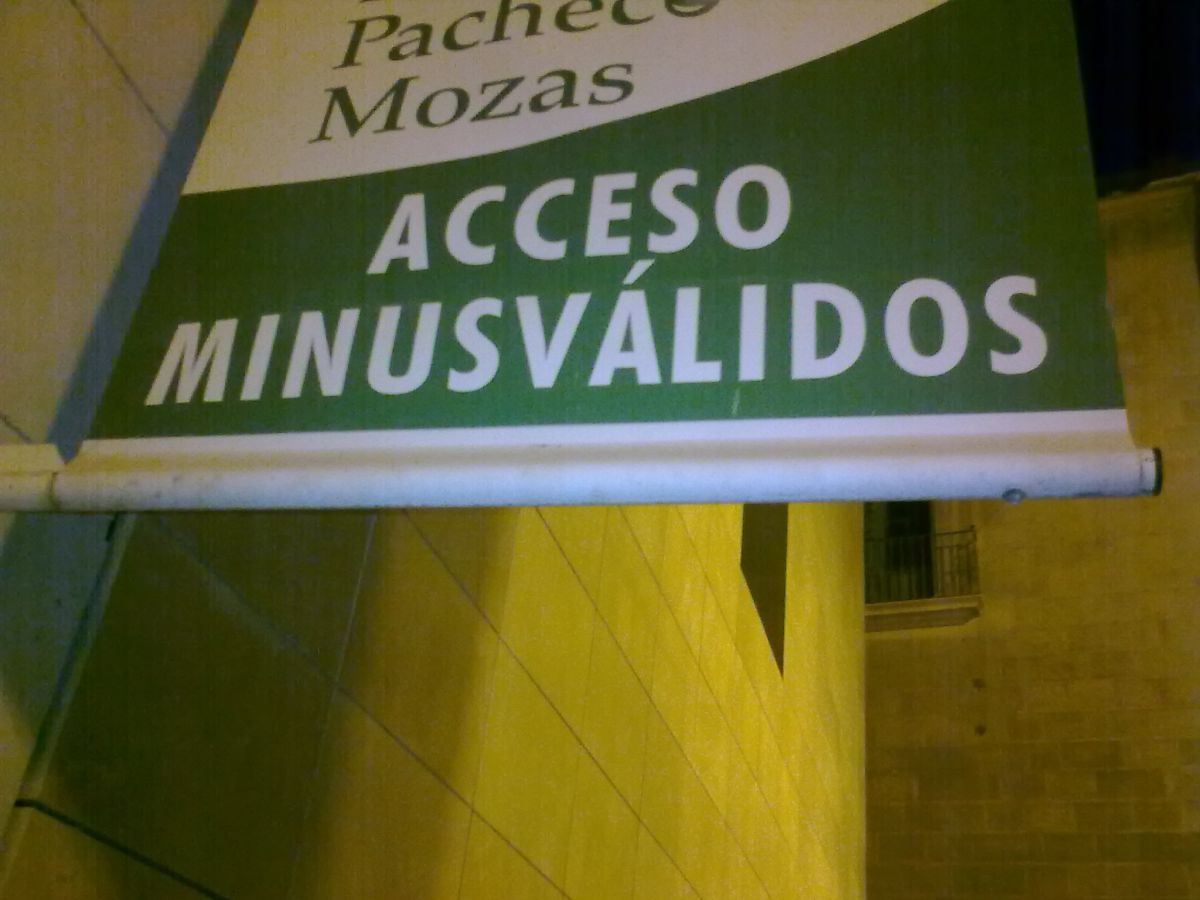 Pacheco
Mozas
ACCESO
MINUSVÁLIDOS